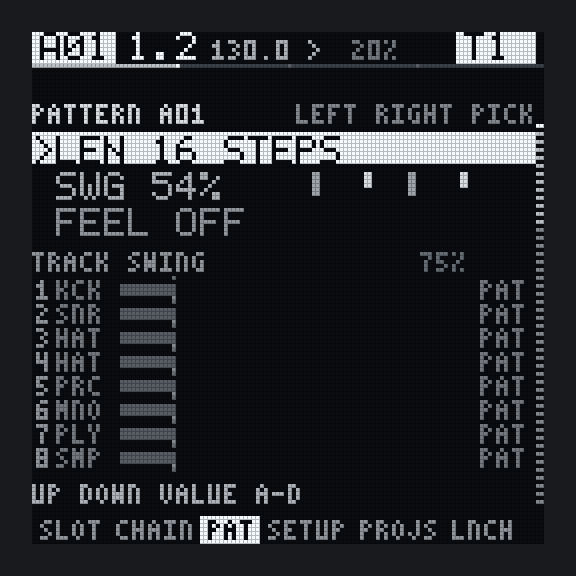 A01 1.2 130.0 > 20% T1
PATTERN A01 LEFT RIGHT PICK
>LEN 16 STEPS
SWG 54%
FEEL OFF
TRACK SWING 75%
1 KCK PAT
2 SNR PAT
3 HAT PAT
4 HAT PAT
5 PRC PAT
6 MNO PAT
7 PLY PAT
8 SMP PAT
UP DOWN VALUE A-D
SLOT CHAIN PAT SETUP PROJS LNCH